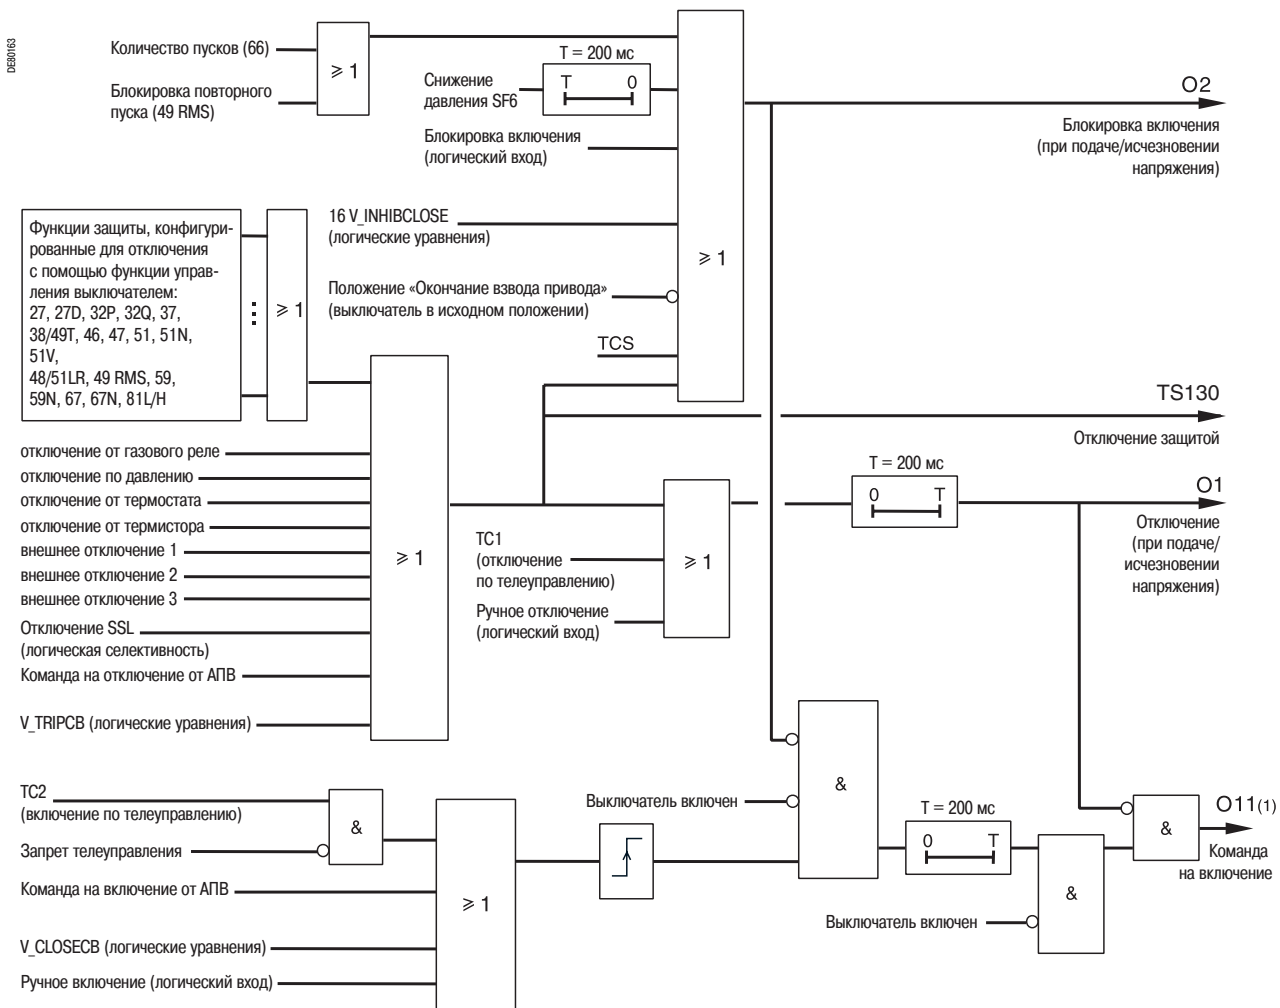 DE80163
Количество пусков (66)
Блокировка повторного
пуска (49 RMS)
≥ 1
T = 200 мс
Снижение
давления SF6
T 0
Блокировка включения
(логический вход)
16 V_INHIBCLOSE
(логические уравнения)
Положение «Окончание взвода привода»
(выключатель в исходном положении)
TCS
≥ 1
O2
Блокировка включения
(при подаче/исчезновении
напряжения)
Функции защиты, конфигури-
рованные для отключения
с помощью функции управ-
ления выключателем:
27, 27D, 32P, 32Q, 37,
38/49T, 46, 47, 51, 51N,
51V,
48/51LR, 49 RMS, 59,
59N, 67, 67N, 81L/H
≥ 1
TS130
Отключение защитой
отключение от газового реле
отключение по давлению
отключение от термостата
отключение от термистора
внешнее отключение 1
внешнее отключение 2
внешнее отключение 3
Отключение SSL
(логическая селективность)
Команда на отключение от АПВ
V_TRIPCB (логические уравнения)
≥ 1
TC1
(отключение
по телеуправлению)
Ручное отключение
(логический вход)
≥ 1
T = 200 мс
0 T
O1
Отключение
(при подаче/
исчезновении
напряжения)
TC2
(включение по телеуправлению)
Запрет телеуправления
&
Команда на включение от АПВ
V_CLOSECB (логические уравнения)
Ручное включение (логический вход)
≥ 1
Выключатель включен
&
T = 200 мс
0 T
Выключатель включен
&
&
O11(1)
Команда
на включение